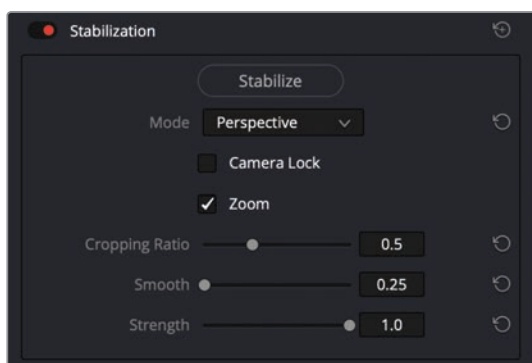 Stabilization
Stabilize
Mode Perspective
Camera Lock
Zoom
Cropping Ratio 0.5
Smooth 0.25
Strength 1.0